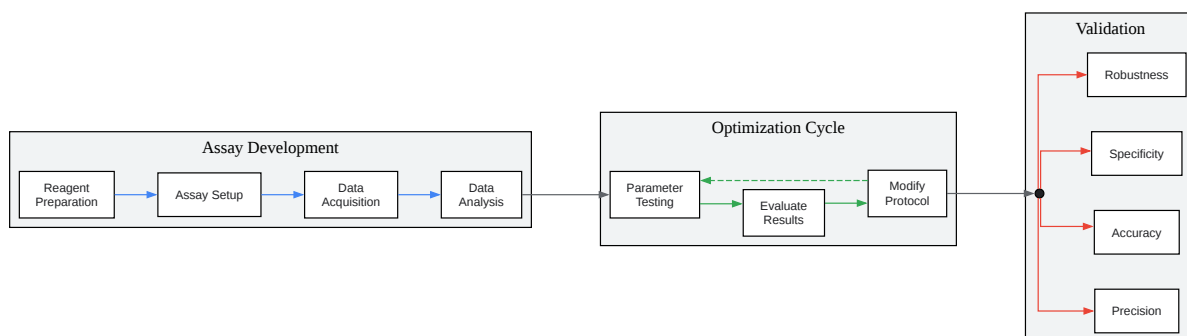 Assay Development
Reagent
Preparation
Assay Setup
Data
Acquisition
Data
Analysis
Optimization Cycle
Parameter
Testing
Evaluate
Results
Modify
Protocol
Validation
Robustness
Specificity
Accuracy
Precision